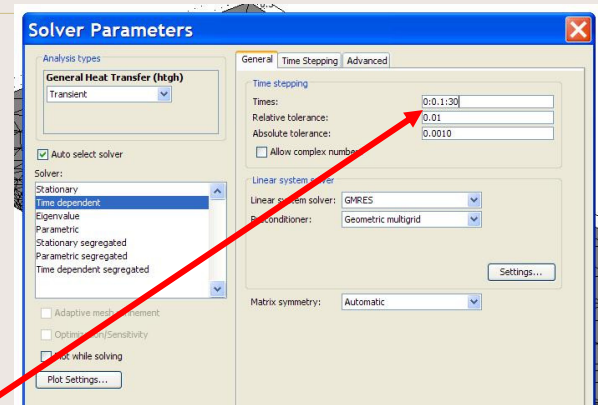 Solver Parameters
Analysis types
General Heat Transfer (htgh)
Transient
Auto select solver
Solver:
Stationary
Time dependent
Eigenvalue
Parametric
Stationary segregated
Parametric segregated
Time dependent segregated
Adaptive mesh refinement
Optimization/Sensitivity
Plot while solving
Plot Settings...
General Time Stepping Advanced
Time stepping
Times: 0:0.1:30
Relative tolerance: 0.01
Absolute tolerance: 0.0010
Allow complex numbers
Linear system solver
Linear system solver: GMRES
Preconditioner: Geometric multigrid
Settings...
Matrix symmetry: Automatic